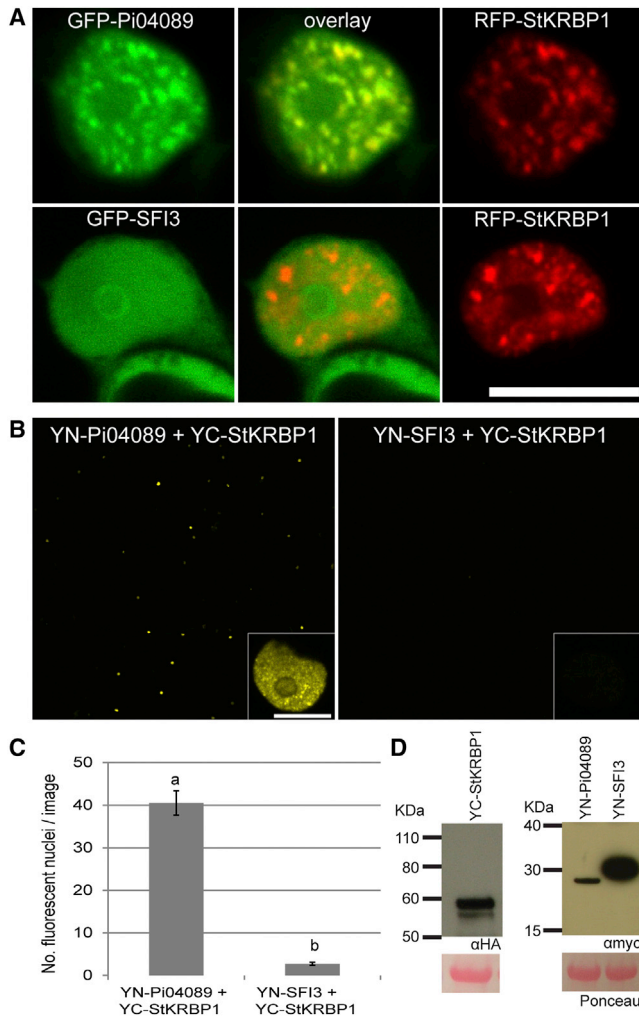 A
GFP-Pi04089
overlay
RFP-StKRBP1
GFP-SFI3
RFP-StKRBP1
B
YN-Pi04089 + YC-StKRBP1
YN-SFI3 + YC-StKRBP1
C
No. fluorescent nuclei / image
50
40
30
20
10
0
a
b
YN-Pi04089 +
YC-StKRBP1
YN-SFI3 +
YC-StKRBP1
D
KDa
YC-StKRBP1
110
80
60
50
αHA
KDa
YN-Pi04089
YN-SFI3
40
30
15
αmyc
Ponceau